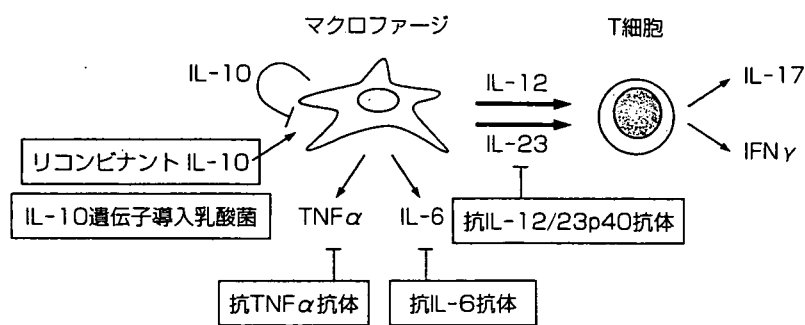 マクロファージ
T細胞
IL-10
IL-12
IL-17
IL-23
IFNγ
リコンビナント IL-10
IL-10遺伝子導入乳酸菌
TNFα
IL-6
抗IL-12/23p40抗体
抗TNFα抗体
抗IL-6抗体